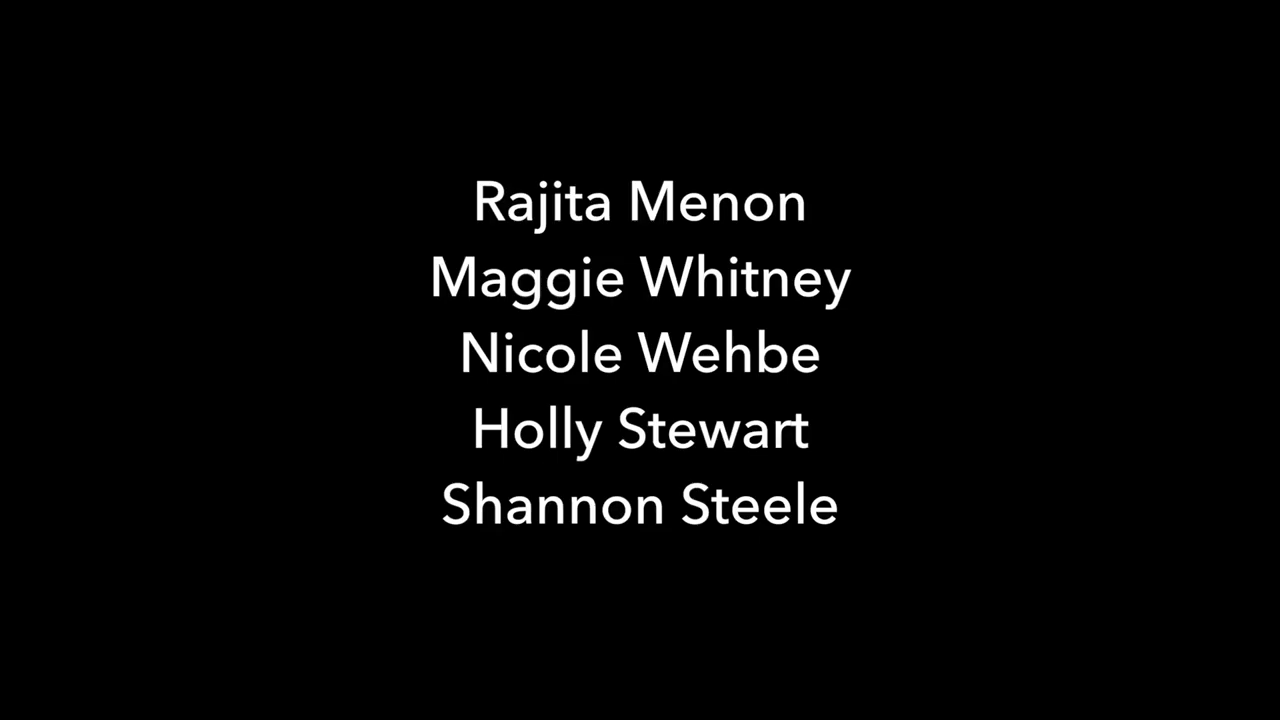 Rajita Menon
Maggie Whitney
Nicole Wehbe
Holly Stewart
Shannon Steele